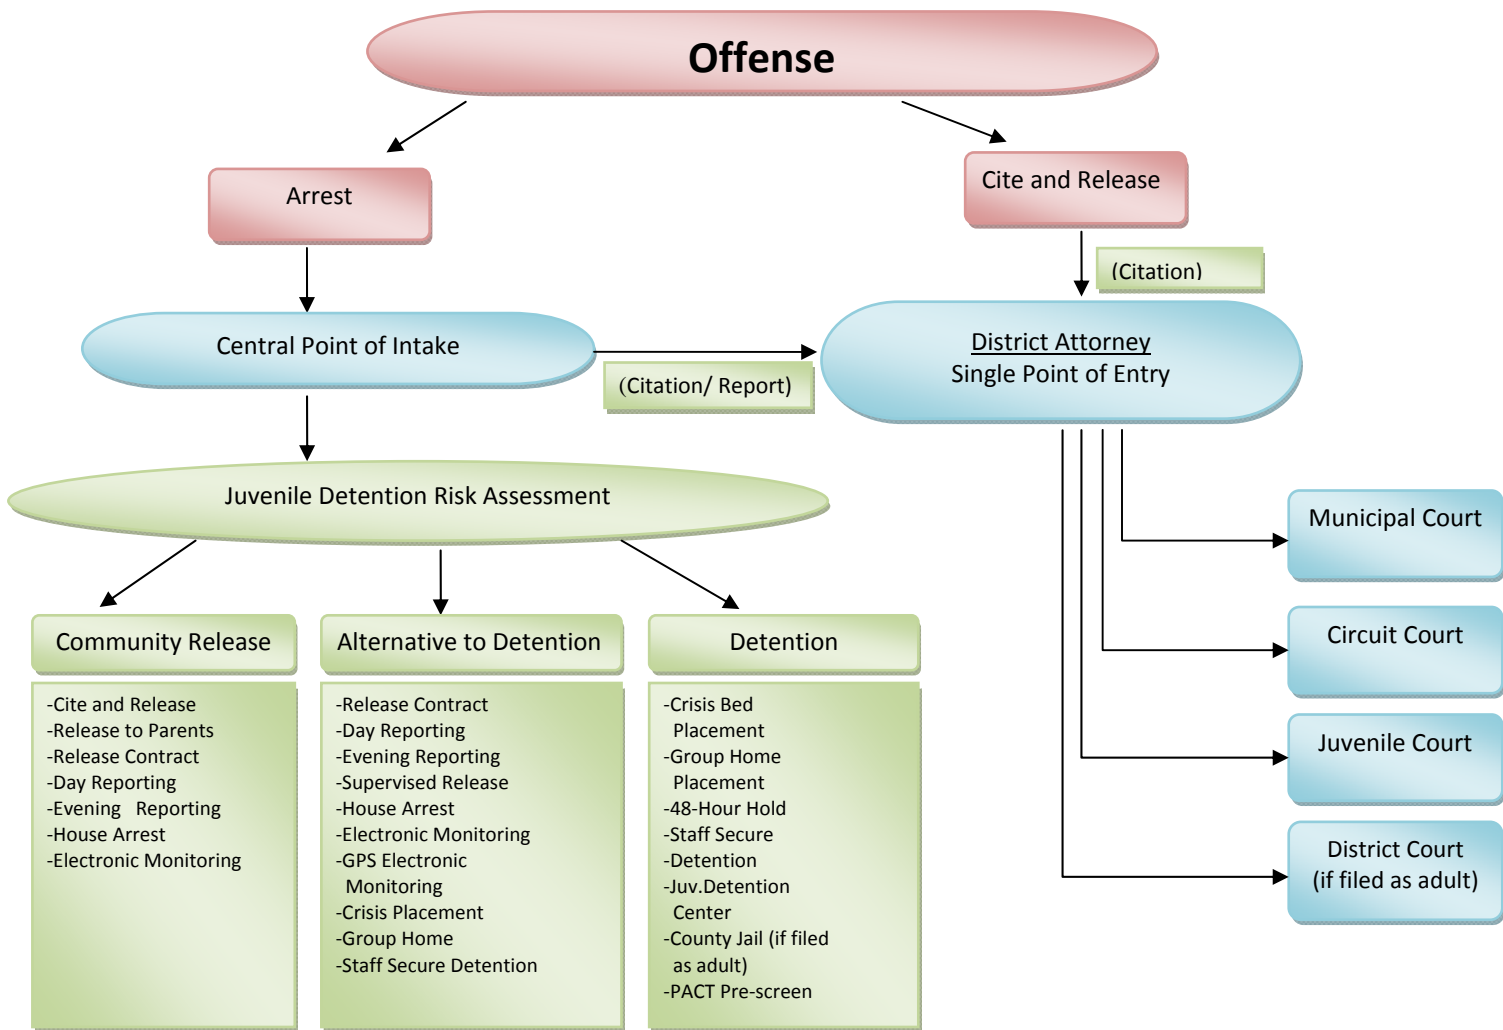 Offense
Arrest
Cite and Release
(Citation)
Central Point of Intake
(Citation/ Report)
District Attorney
Single Point of Entry
Juvenile Detention Risk Assessment
Community Release
-Cite and Release
-Release to Parents
-Release Contract
-Day Reporting
-Evening   Reporting
-House Arrest
-Electronic Monitoring
Alternative to Detention
-Release Contract
-Day Reporting
-Evening Reporting
-Supervised Release
-House Arrest
-Electronic Monitoring
-GPS Electronic
Monitoring
-Crisis Placement
-Group Home
-Staff Secure Detention
Detention
-Crisis Bed
Placement
-Group Home
Placement
-48-Hour Hold
-Staff Secure
-Detention
-Juv.Detention
Center
-County Jail (if filed
as adult)
-PACT Pre-screen
Municipal Court
Circuit Court
Juvenile Court
District Court
(if filed as adult)